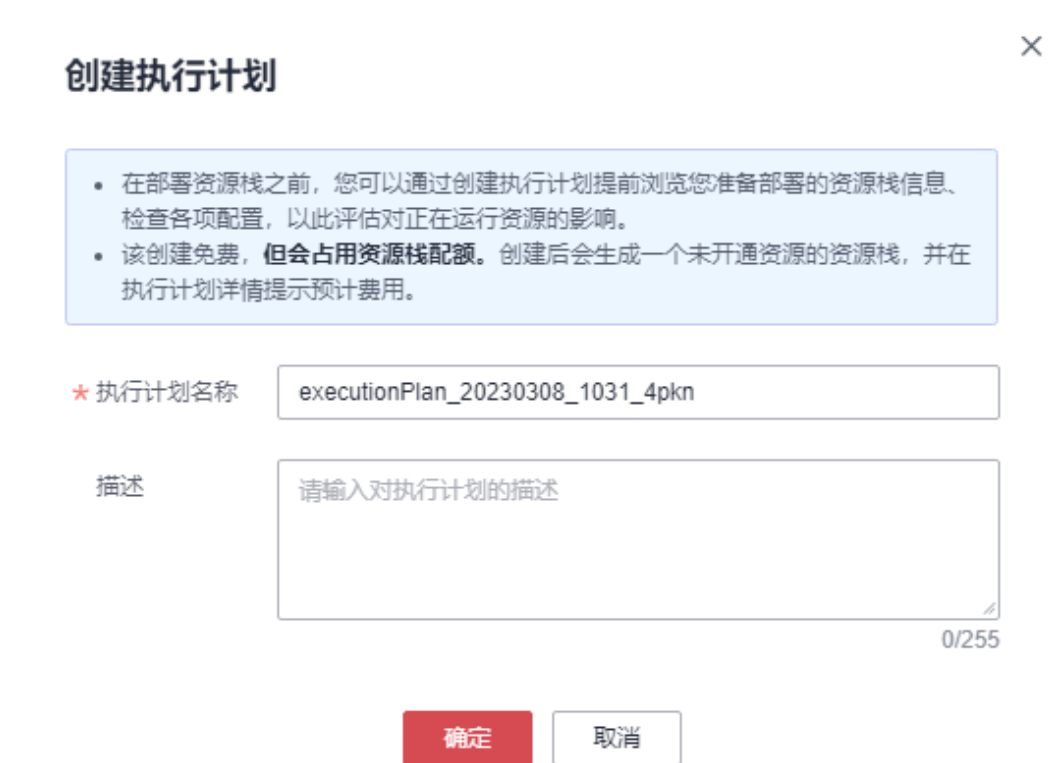 创建执行计划
在部署资源栈之前，您可以通过创建执行计划提前浏览您准备部署的资源栈信息、
检查各项配置，以此评估对正在运行资源的影响。
该创建免费，但会占用资源栈配额。创建后会生成一个未开通资源的资源栈，并在
执行计划详情提示预计费用。
* 执行计划名称 executionPlan_20230308_1031_4pkn
描述 请输入对执行计划的描述
0/255
确定 取消